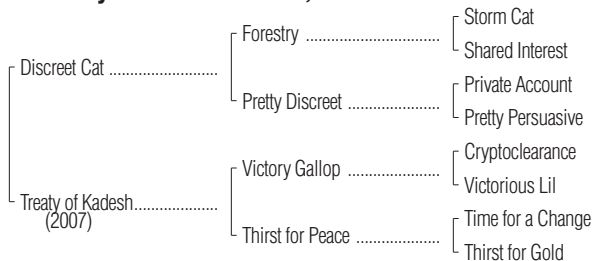 Forestry ..............................
Storm Cat
Shared Interest
Discreet Cat ........................
Pretty Discreet .....................
Private Account
Pretty Persuasive
Victory Gallop .....................
Cryptoclearance
Victorious Lil
Treaty of Kadesh...................
(2007)
Thirst for Peace ...................
Time for a Change
Thirst for Gold